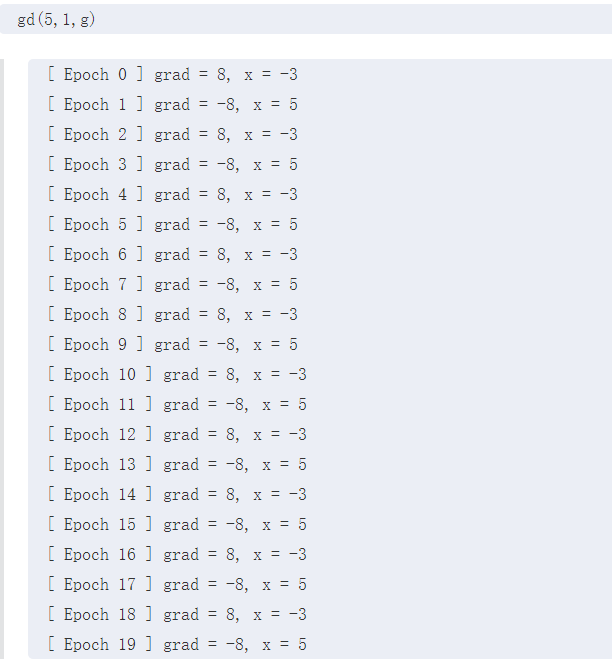 gd(5,1,g)
[ Epoch 0 ] grad = 8, x = -3
[ Epoch 1 ] grad = -8, x = 5
[ Epoch 2 ] grad = 8, x = -3
[ Epoch 3 ] grad = -8, x = 5
[ Epoch 4 ] grad = 8, x = -3
[ Epoch 5 ] grad = -8, x = 5
[ Epoch 6 ] grad = 8, x = -3
[ Epoch 7 ] grad = -8, x = 5
[ Epoch 8 ] grad = 8, x = -3
[ Epoch 9 ] grad = -8, x = 5
[ Epoch 10 ] grad = 8, x = -3
[ Epoch 11 ] grad = -8, x = 5
[ Epoch 12 ] grad = 8, x = -3
[ Epoch 13 ] grad = -8, x = 5
[ Epoch 14 ] grad = 8, x = -3
[ Epoch 15 ] grad = -8, x = 5
[ Epoch 16 ] grad = 8, x = -3
[ Epoch 17 ] grad = -8, x = 5
[ Epoch 18 ] grad = 8, x = -3
[ Epoch 19 ] grad = -8, x = 5